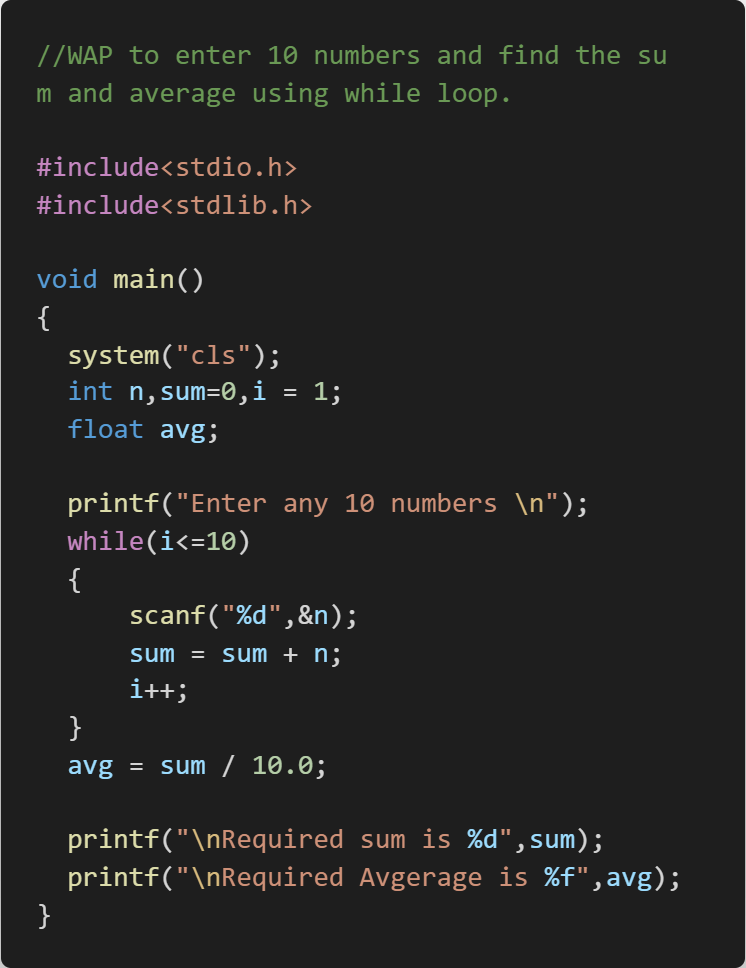 //WAP to enter 10 numbers and find the su
m and average using while loop.
#include<stdio.h>
#include<stdlib.h>
void main()
{
  system("cls");
  int n,sum=0,i = 1;
  float avg;
  printf("Enter any 10 numbers \n");
  while(i<=10)
  {
      scanf("%d",&n);
      sum = sum + n;
      i++;
  }
  avg = sum / 10.0;
  printf("\nRequired sum is %d",sum);
  printf("\nRequired Avgerage is %f",avg);
}